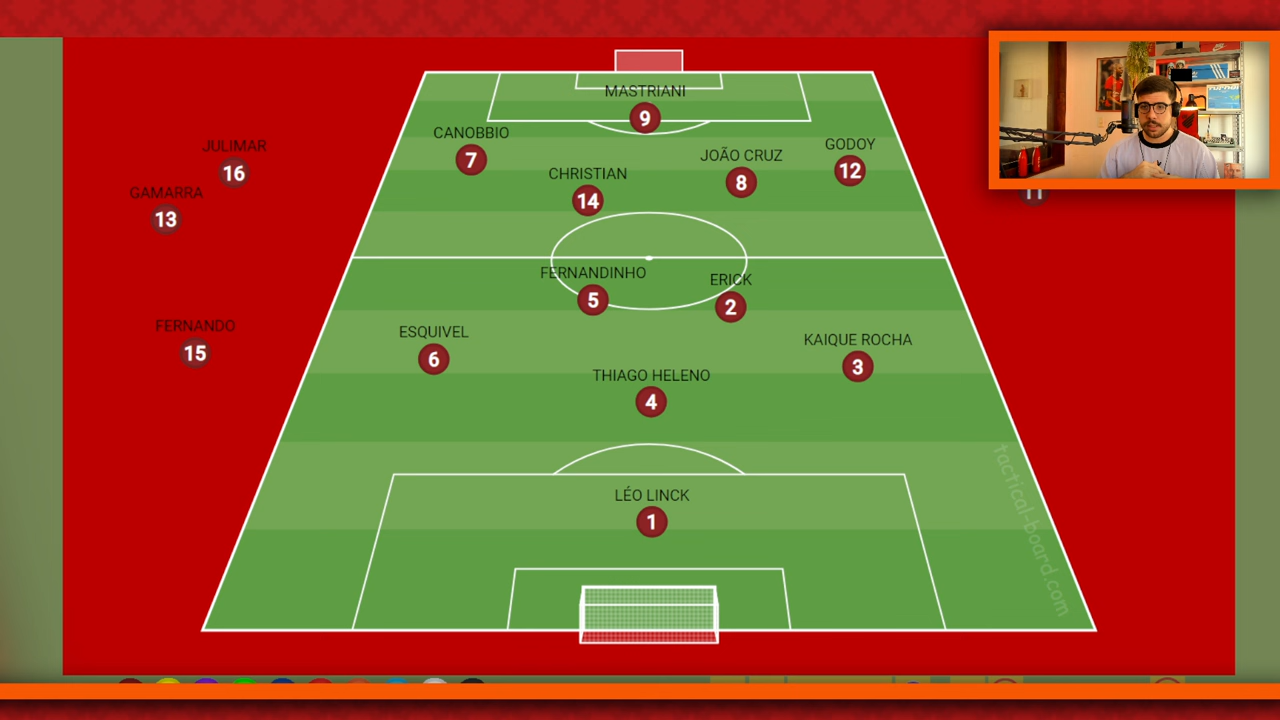 MASTRIANI
9
CANOBBIO
7
JULIMAR
16
GODOY
12
JOÃO CRUZ
8
CHRISTIAN
14
GAMARRA
13
11
FERNANDINHO
5
ERICK
2
FERNANDO
15
ESQUIVEL
6
KAIQUE ROCHA
3
THIAGO HELENO
4
LÉO LINCK
1
tactical-board.com